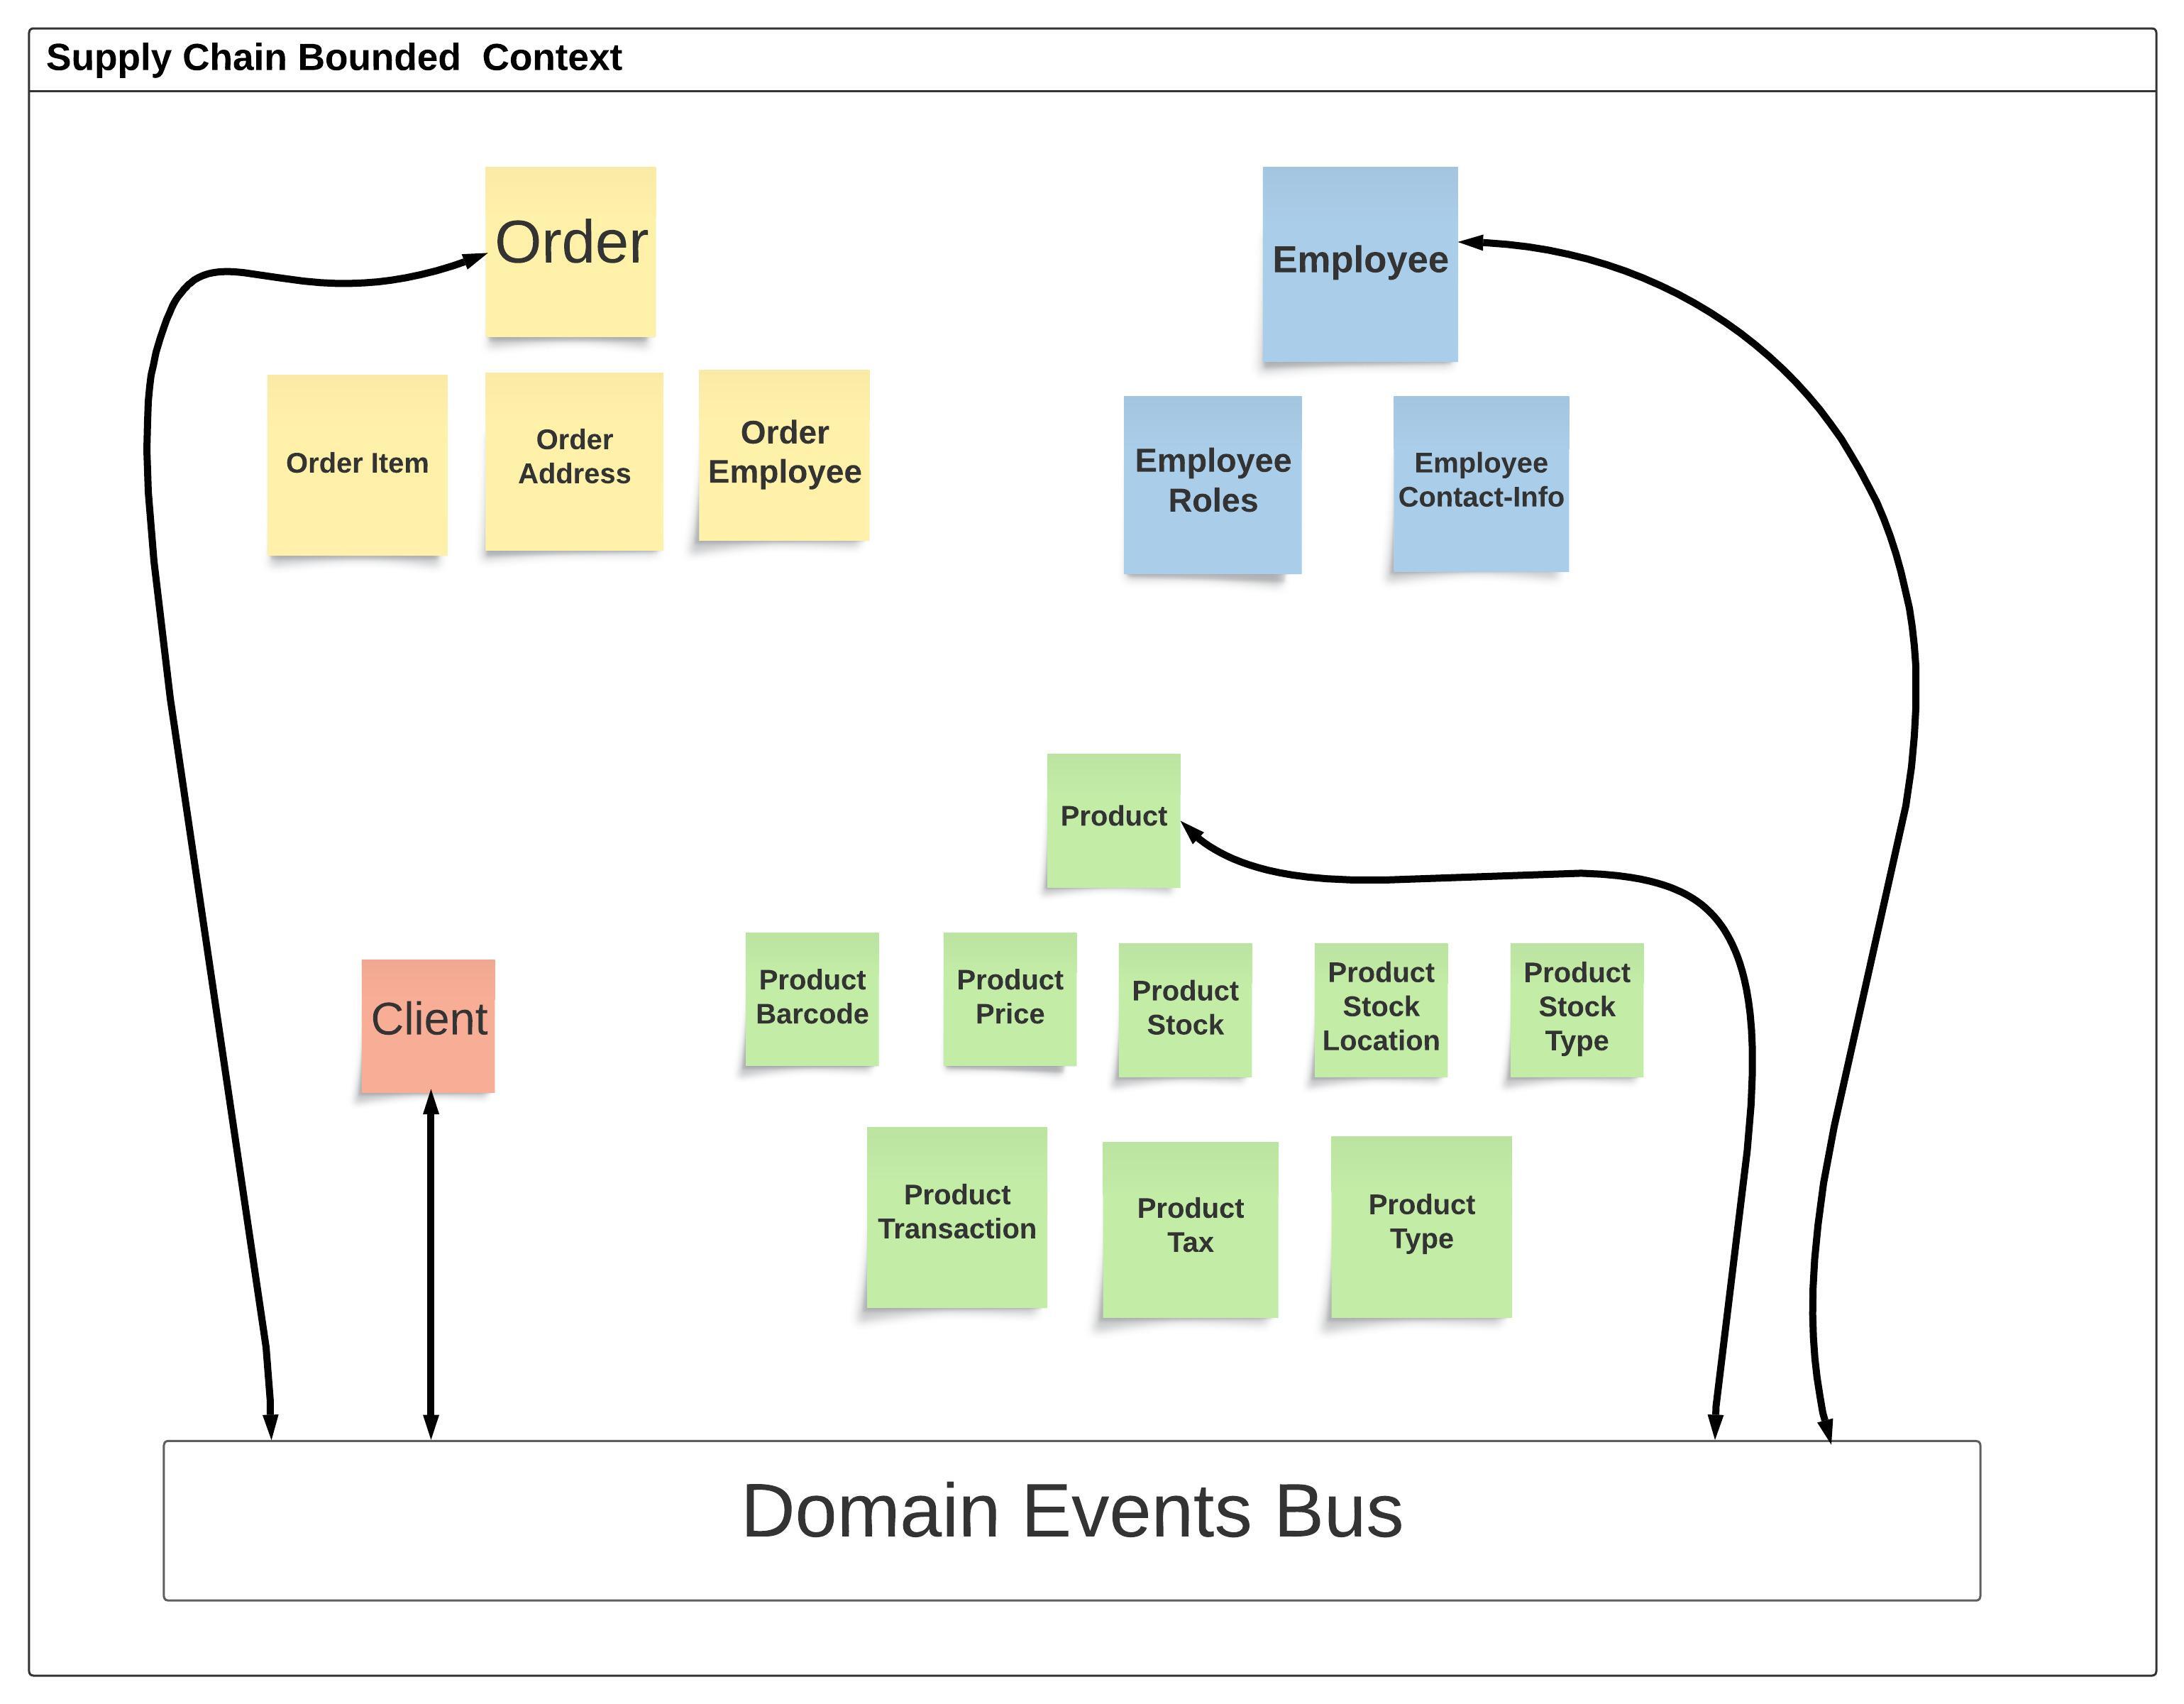 Supply Chain Bounded  Context
Order
Employee
Order Item
Order
Address
Order
Employee
Employee
Roles
Employee
Contact-Info
Product
Client
Product
Barcode
Product
Price
Product
Stock
Product
Stock
Location
Product
Stock
Type
Product
Transaction
Product
Tax
Product
Type
Domain Events Bus